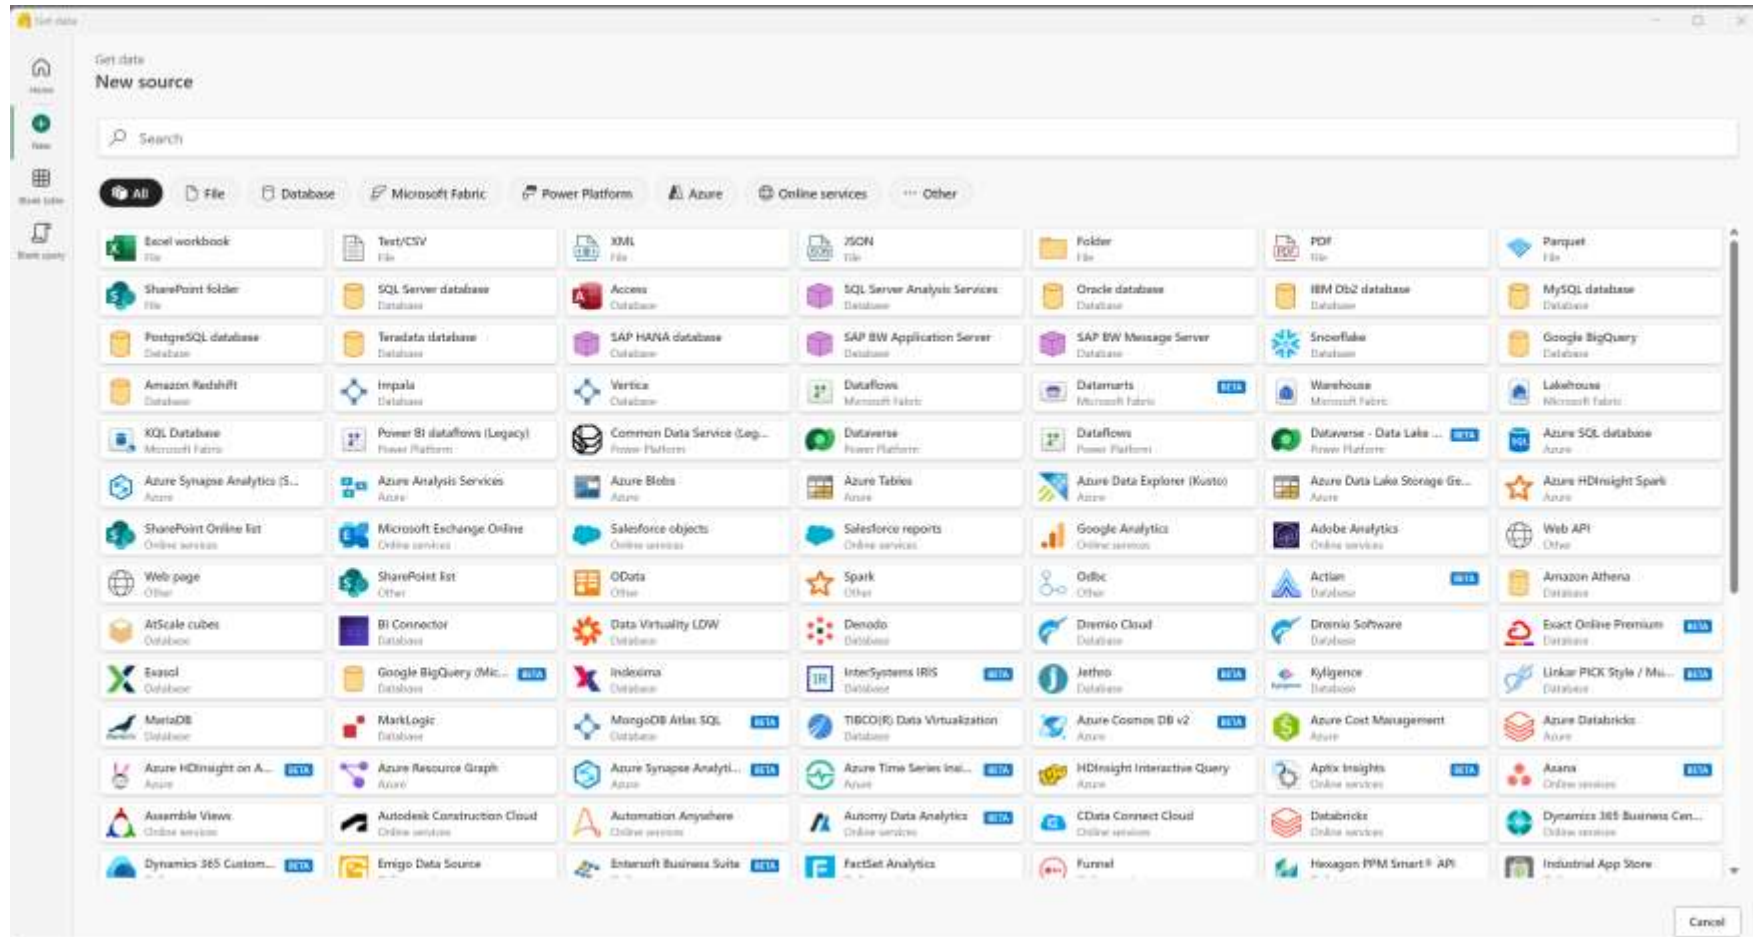 Get data
Home
New
Blank table
Blank query
Get data
New source
Search
All File Database Microsoft Fabric Power Platform Azure Online services Other
Excel workbook
File
Text/CSV
File
XML
File
JSON
File
Folder
File
PDF
File
Parquet
File
SharePoint folder
File
SQL Server database
Database
Access
Database
SQL Server Analysis Services
Database
Oracle database
Database
IBM Db2 database
Database
MySQL database
Database
PostgreSQL database
Database
Teradata database
Database
SAP HANA database
Database
SAP BW Application Server
Database
SAP BW Message Server
Database
Snowflake
Database
Google BigQuery
Database
Amazon Redshift
Database
Impala
Database
Vertica
Database
Dataflows
Microsoft Fabric
Datamarts BETA
Microsoft Fabric
Warehouse
Microsoft Fabric
Lakehouse
Microsoft Fabric
KQL Database
Microsoft Fabric
Power BI dataflows (Legacy)
Power Platform
Common Data Service (Leg...
Power Platform
Dataverse
Power Platform
Dataflows
Power Platform
Dataverse - Data Lake ... BETA
Power Platform
Azure SQL database
Azure
Azure Synapse Analytics (S...
Azure
Azure Analysis Services
Azure
Azure Blobs
Azure
Azure Tables
Azure
Azure Data Explorer (Kusto)
Azure
Azure Data Lake Storage Ge...
Azure
Azure HDInsight Spark
Azure
SharePoint Online list
Online services
Microsoft Exchange Online
Online services
Salesforce objects
Online services
Salesforce reports
Online services
Google Analytics
Online services
Adobe Analytics
Online services
Web API
Other
Web page
Other
SharePoint list
Other
OData
Other
Spark
Other
Odbc
Other
Actian BETA
Database
Amazon Athena
Database
AtScale cubes
Database
BI Connector
Database
Data Virtuality LDW
Database
Denodo
Database
Dremio Cloud
Database
Dremio Software
Database
Exact Online Premium BETA
Database
Exasol
Database
Google BigQuery (Mic... BETA
Database
Indexima
Database
InterSystems IRIS BETA
Database
Jethro BETA
Database
Kyligence
Database
Linkar PICK Style / Mu... BETA
Database
MariaDB
Database
MarkLogic
Database
MongoDB Atlas SQL BETA
Database
TIBCO(R) Data Virtualization
Database
Azure Cosmos DB v2 BETA
Azure
Azure Cost Management
Azure
Azure Databricks
Azure
Azure HDInsight on A... BETA
Azure
Azure Resource Graph
Azure
Azure Synapse Analyti... BETA
Azure
Azure Time Series Insi... BETA
Azure
HDInsight Interactive Query
Azure
Aptix Insights BETA
Online services
Asana BETA
Online services
Assemble Views
Online services
Autodesk Construction Cloud
Online services
Automation Anywhere
Online services
Automy Data Analytics BETA
Online services
CData Connect Cloud
Online services
Databricks
Online services
Dynamics 365 Business Cen...
Online services
Dynamics 365 Custom... BETA
Emigo Data Source
Entersoft Business Suite BETA
FactSet Analytics
Funnel
Hexagon PPM Smart® API
Industrial App Store
Cancel